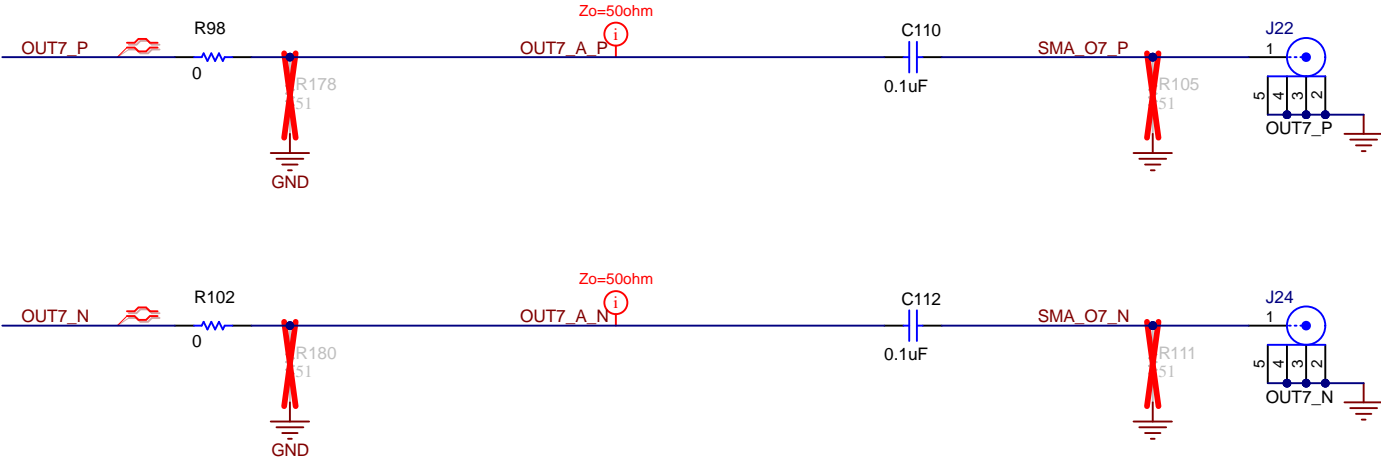 Zo=50ohm
OUT7_P
R98
0
R178
51
GND
i
OUT7_A_P
C110
0.1uF
SMA_O7_P
R105
51
J22
1
5
4
3
2
OUT7_P
Zo=50ohm
OUT7_N
R102
0
R180
51
GND
i
OUT7_A_N
C112
0.1uF
SMA_O7_N
R111
51
J24
1
5
4
3
2
OUT7_N